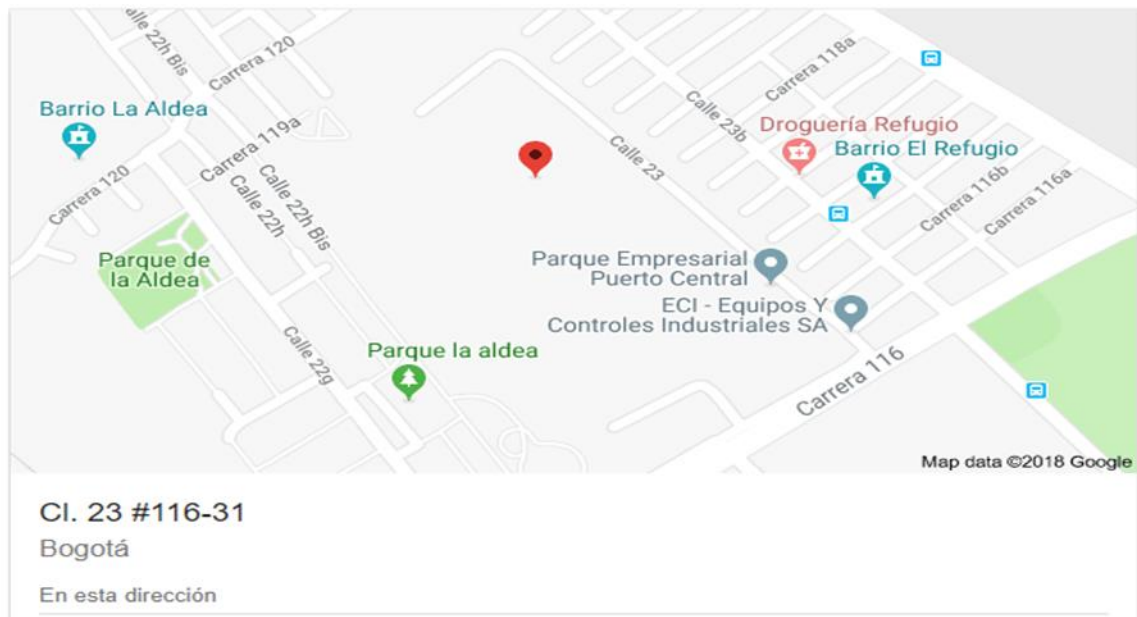 Calle 22h Bis
Carrera 120
Barrio La Aldea
Carrera 119a
Carrera 120
Calle 22h
Calle 22h Bis
Parque de
la Aldea
Calle 22g
Parque la aldea
Calle 23
Calle 23b
Carrera 118a
Droguería Refugio
Barrio El Refugio
Carrera 116b
Carrera 116a
Parque Empresarial
Puerto Central
ECI - Equipos Y
Controles Industriales SA
Carrera 116
Map data ©2018 Google
Cl. 23 #116-31
Bogotá
En esta dirección